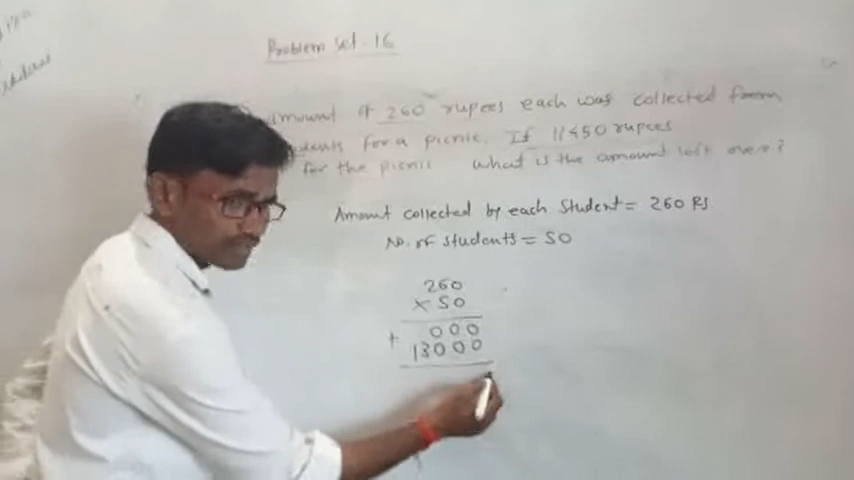 Problem set - 16
amount of 260 rupees each was collected from
students for a picnic. If 11450 rupees
for the picnic what is the amount left over?
Amount collected by each student = 260 RS
No. of students = 50
260
× 50
000
+ 13000